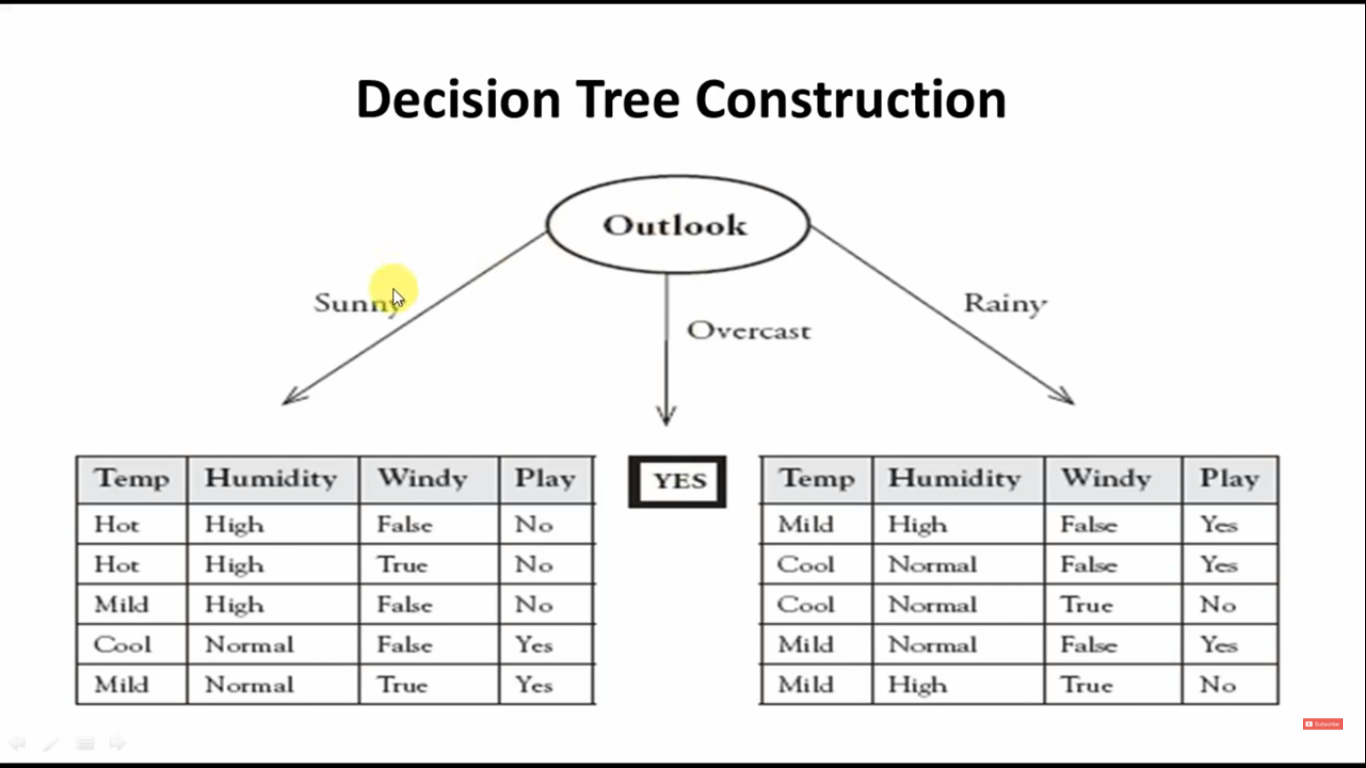 Decision Tree Construction
Outlook
Sunny
Overcast
Rainy
Temp Humidity Windy Play
Hot High False No
Hot High True No
Mild High False No
Cool Normal False Yes
Mild Normal True Yes
YES
Temp Humidity Windy Play
Mild High False Yes
Cool Normal False Yes
Cool Normal True No
Mild Normal False Yes
Mild High True No
Subscribe